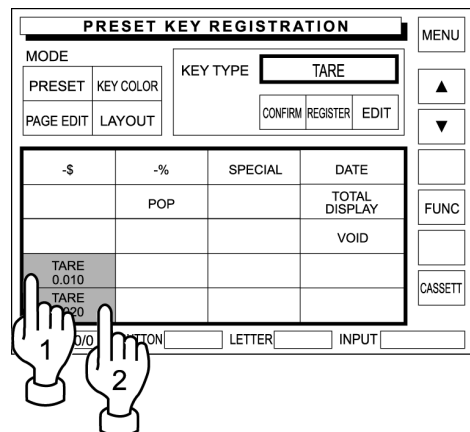 PRESET KEY REGISTRATION
MENU
MODE
KEY TYPE TARE
PRESET KEY COLOR
CONFIRM REGISTER EDIT
PAGE EDIT LAYOUT
-$ -% SPECIAL DATE
POP TOTAL
DISPLAY
FUNC
VOID
TARE
0.010
CASSETT
TARE
LETTER INPUT
1
2